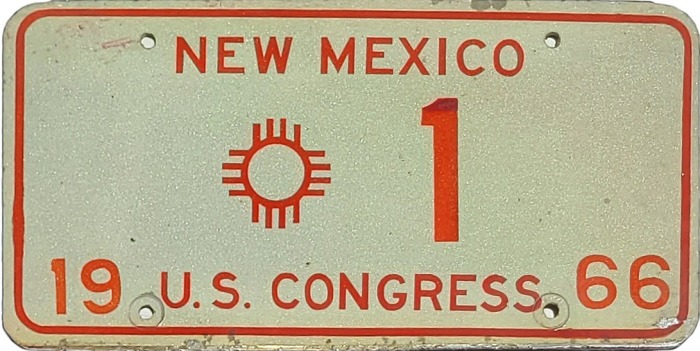 NEW MEXICO
1
19 U.S. CONGRESS 66